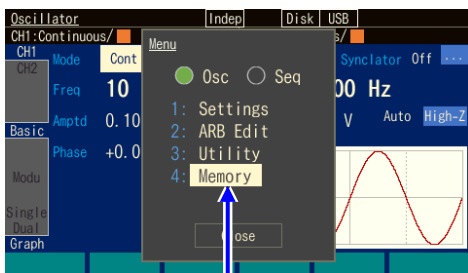 Oscillator Indep Disk USB
CH1:Continuous/ s/
CH1
CH2
Mode Cont Synclator Off ...
Freq 10 00 Hz
Amptd 0.10 V Auto High-Z
Basic
Phase +0.0
Modu
Single
Dual
Graph
Menu
Osc Seq
1: Settings
2: ARB Edit
3: Utility
4: Memory